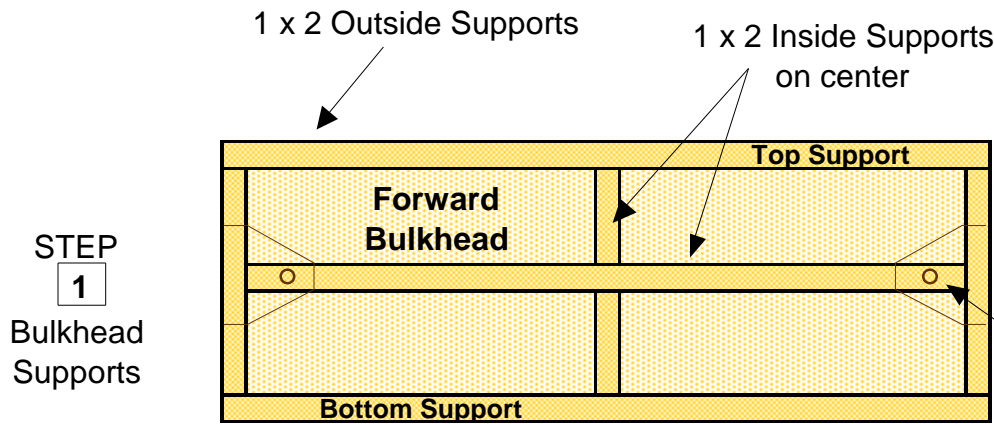 1 x 2 Outside Supports
1 x 2 Inside Supports
on center
Top Support
Forward
Bulkhead
STEP
1
Bulkhead
Supports
Bottom Support